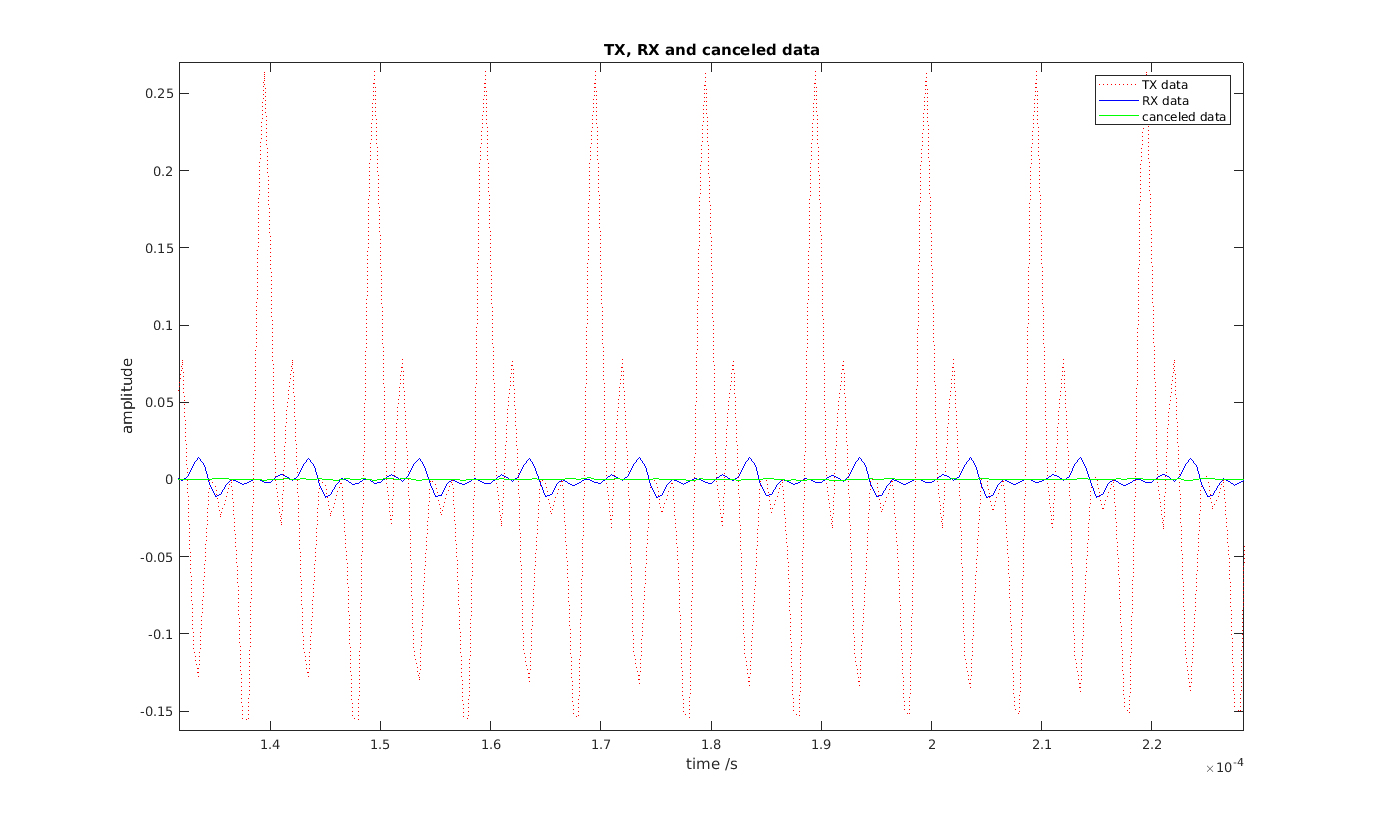 TX, RX and canceled data
TX data
RX data
canceled data
0.25
0.2
0.15
0.1
0.05
0
-0.05
-0.1
-0.15
amplitude
1.4 1.5 1.6 1.7 1.8 1.9 2 2.1 2.2
time /s
×10-4